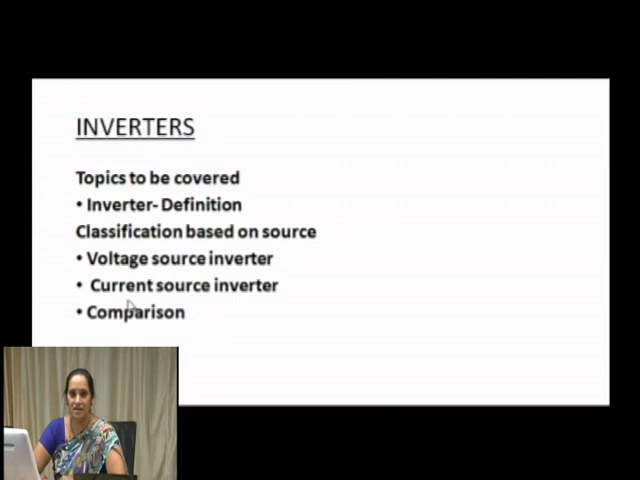 INVERTERS
Topics to be covered
• Inverter- Definition
Classification based on source
• Voltage source inverter
• Current source inverter
• Comparison